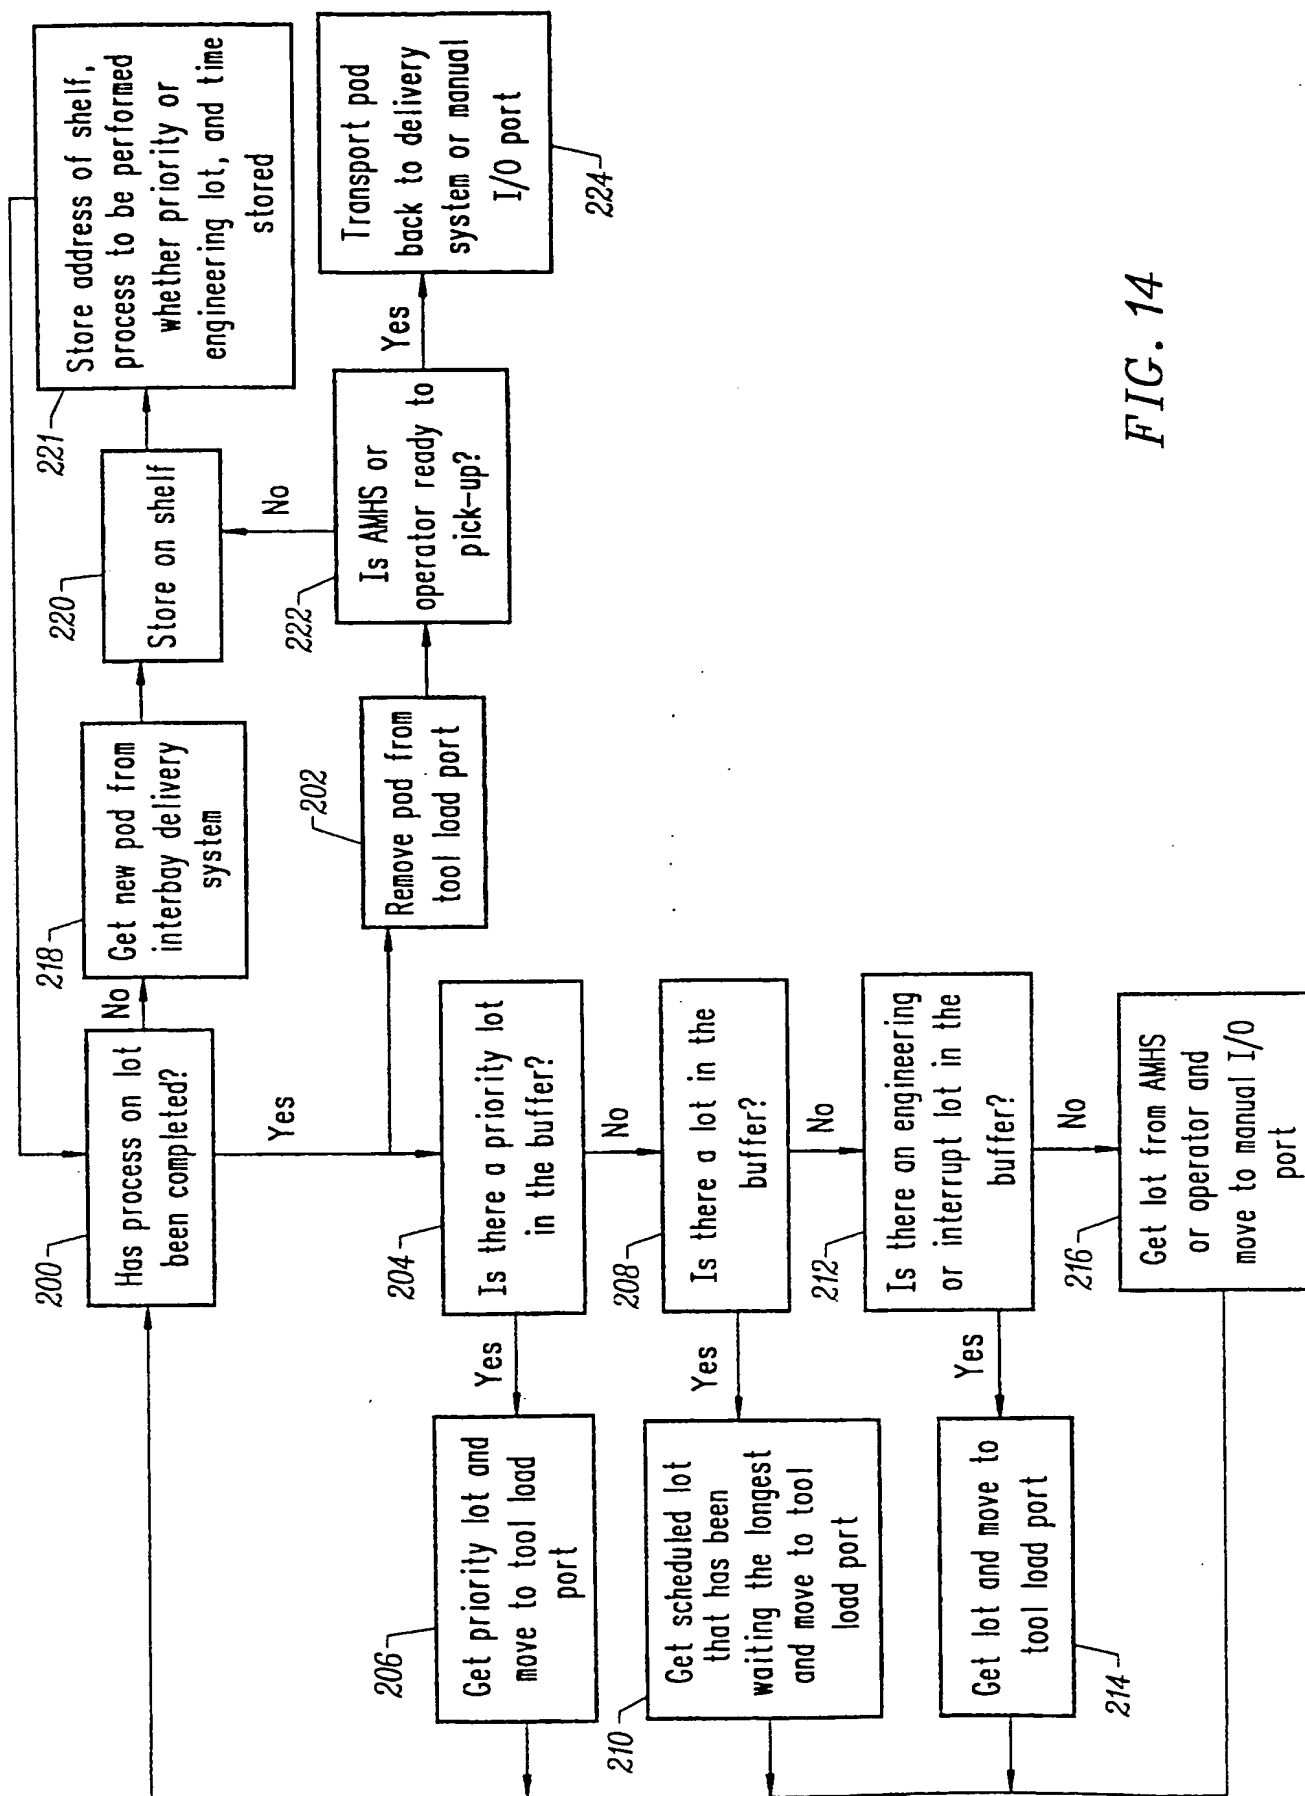 200
Has process on lot
been completed?
No
Yes
218
Get new pod from
interbay delivery
system
220
Store on shelf
221
Store address of shelf,
process to be performed
whether priority or
engineering lot, and time
stored
No
202
Remove pod from
tool load port
222
Is AMHS or
operator ready to
pick-up?
Yes
Transport pod
back to delivery
system or manual
I/O port
224
204
Is there a priority lot
in the buffer?
Yes
No
206
Get priority lot and
move to tool load
port
208
Is there a lot in the
buffer?
Yes
No
210
Get scheduled lot
that has been
waiting the longest
and move to tool
load port
212
Is there an engineering
or interrupt lot in the
buffer?
Yes
No
Get lot and move to
tool load port
214
216
Get lot from AMHS
or operator and
move to manual I/O
port
FIG. 14